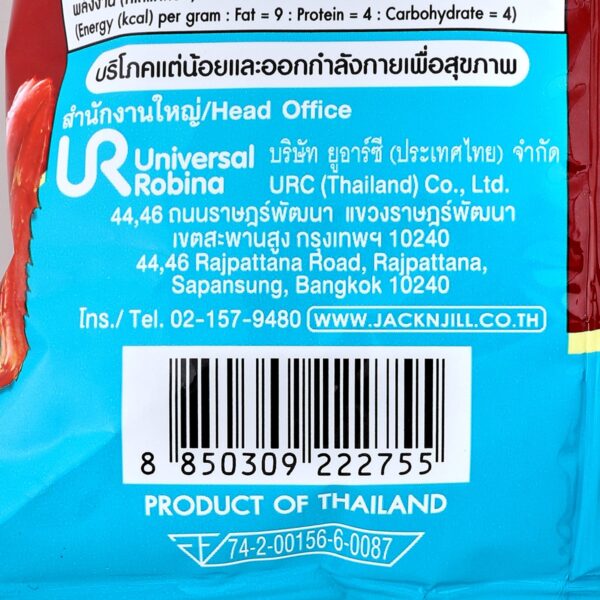 (Energy (kcal) per gram : Fat = 9 : Protein = 4 : Carbohydrate = 4)
บริโภคแต่น้อยและออกกำลังกายเพื่อสุขภาพ
สำนักงานใหญ่/Head Office
UR Universal Robina
บริษัท ยูอาร์ซี (ประเทศไทย) จำกัด
URC (Thailand) Co., Ltd.
44,46 ถนนราษฎร์พัฒนา แขวงราษฎร์พัฒนา
เขตสะพานสูง กรุงเทพฯ 10240
44,46 Rajpattana Road, Rajpattana,
Sapansung, Bangkok 10240
โทร./ Tel. 02-157-9480 WWW.JACKNJILL.CO.TH
8 850309 222755
PRODUCT OF THAILAND
74-2-00156-6-0087